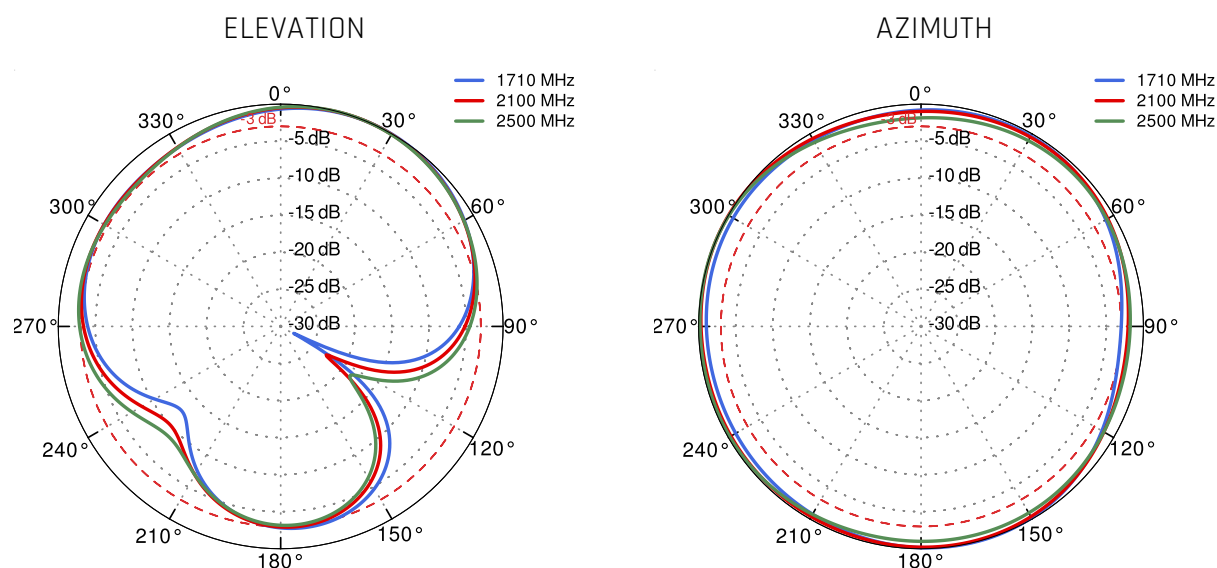 ELEVATION
1710 MHz
2100 MHz
2500 MHz
0°
30°
60°
90°
120°
150°
180°
210°
240°
270°
300°
330°
-3 dB
-5 dB
-10 dB
-15 dB
-20 dB
-25 dB
-30 dB
AZIMUTH
1710 MHz
2100 MHz
2500 MHz
0°
30°
60°
90°
120°
150°
180°
210°
240°
270°
300°
330°
-3 dB
-5 dB
-10 dB
-15 dB
-20 dB
-25 dB
-30 dB